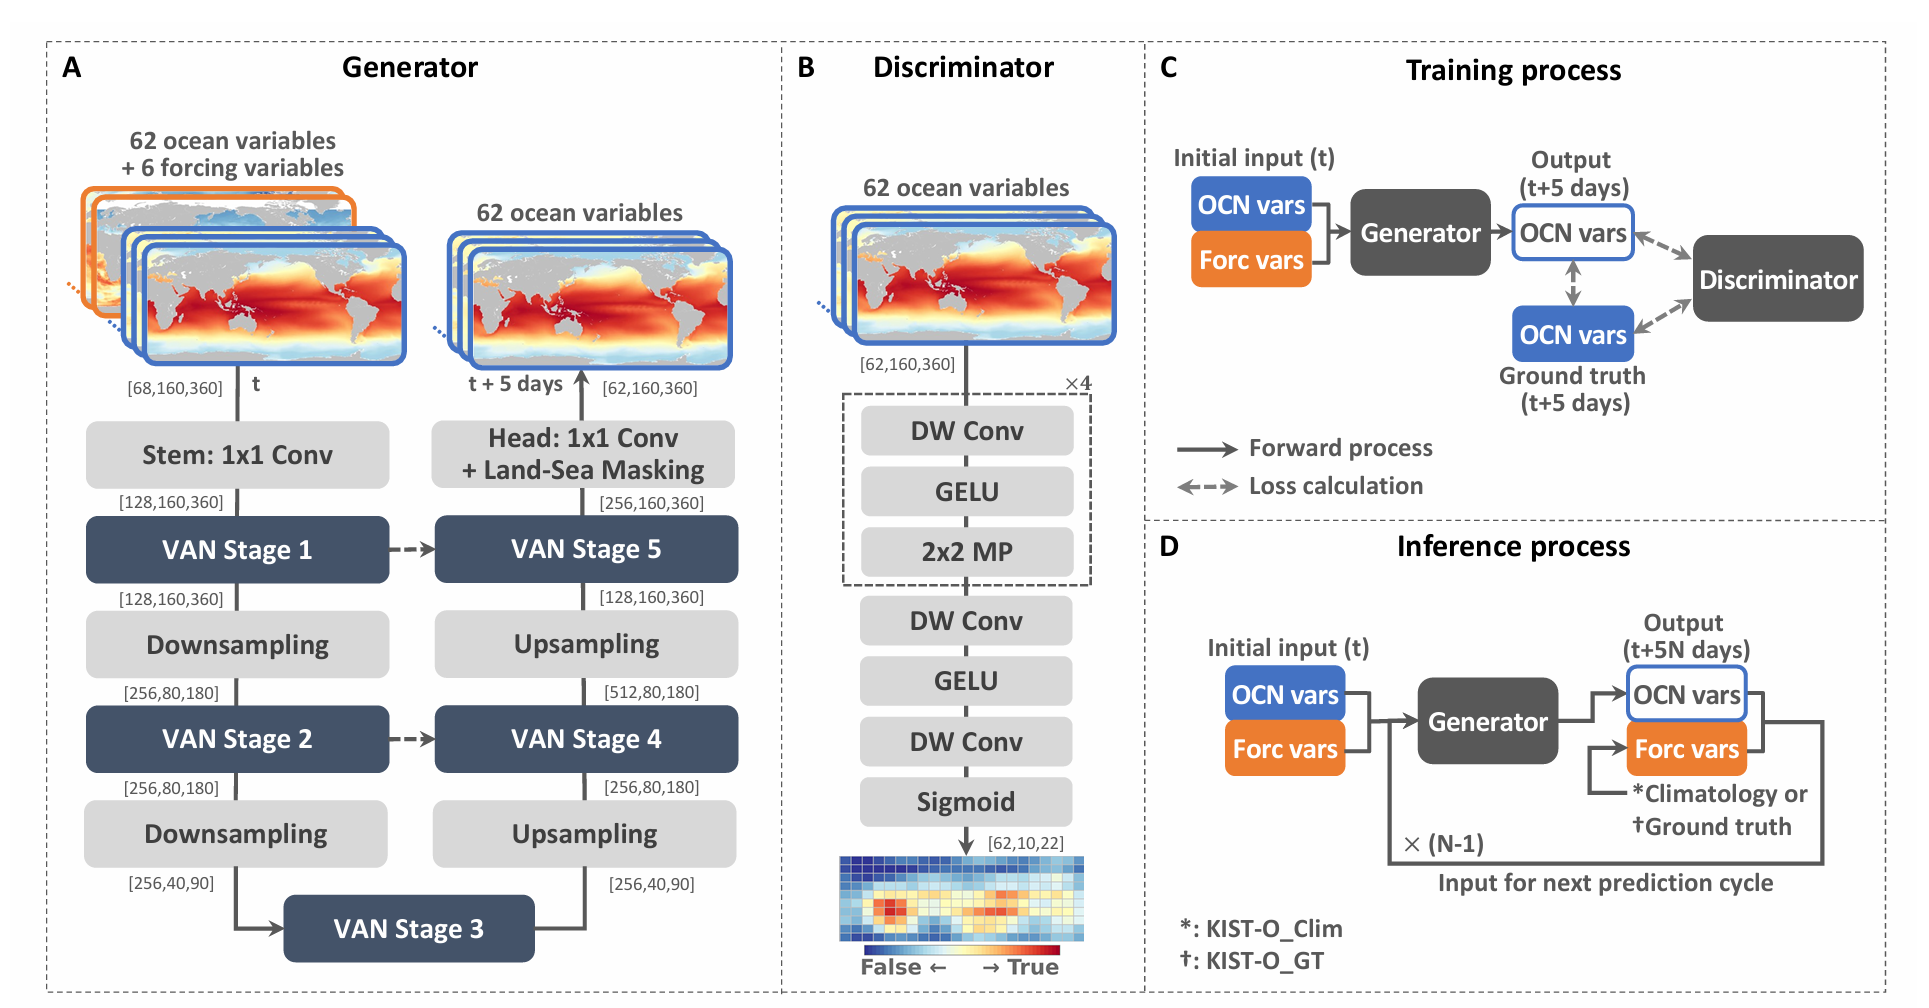 A
Generator
62 ocean variables
+ 6 forcing variables
62 ocean variables
[68,160,360]
t
t + 5 days
[62,160,360]
Stem: 1x1 Conv
Head: 1x1 Conv
+ Land-Sea Masking
[128,160,360]
[256,160,360]
VAN Stage 1
VAN Stage 5
[128,160,360]
[128,160,360]
Downsampling
Upsampling
[256,80,180]
[512,80,180]
VAN Stage 2
VAN Stage 4
[256,80,180]
[256,80,180]
Downsampling
Upsampling
[256,40,90]
[256,40,90]
VAN Stage 3
B
Discriminator
62 ocean variables
[62,160,360]
×4
DW Conv
GELU
2x2 MP
DW Conv
GELU
DW Conv
Sigmoid
[62,10,22]
False ← → True
C
Training process
Initial input (t)
OCN vars
Forc vars
Generator
Output
(t+5 days)
OCN vars
Discriminator
OCN vars
Ground truth
(t+5 days)
Forward process
Loss calculation
D
Inference process
Initial input (t)
OCN vars
Forc vars
Generator
Output
(t+5N days)
OCN vars
Forc vars
*Climatology or
†Ground truth
× (N-1)
Input for next prediction cycle
*: KIST-O_Clim
†: KIST-O_GT